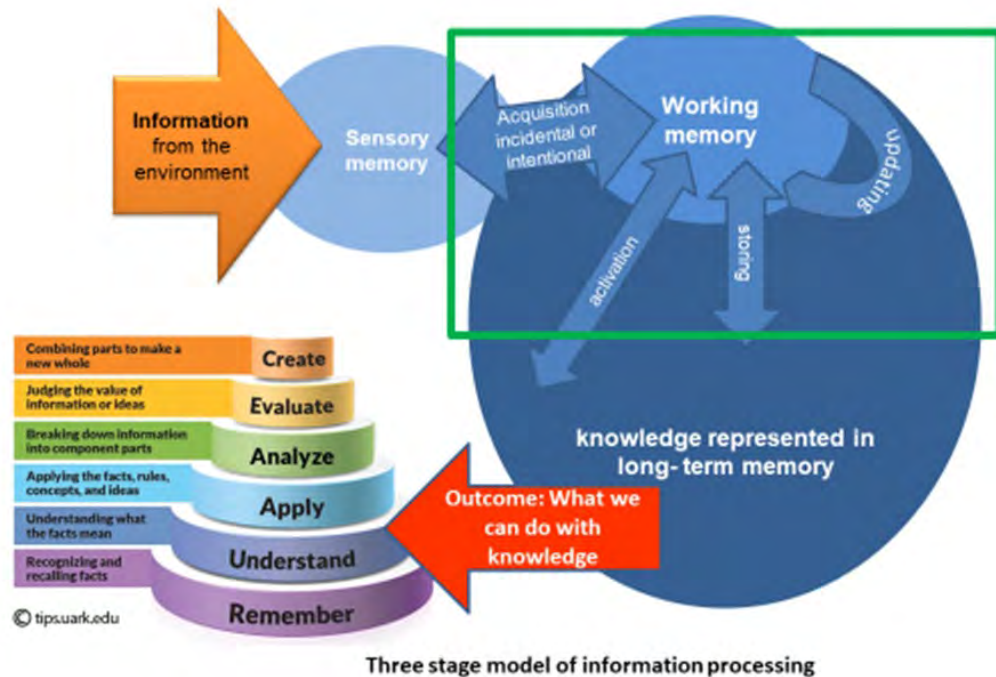 Information
from the
environment
Sensory
memory
Acquisition
incidental or
intentional
Working
memory
updating
activation
storing
knowledge represented in
long- term memory
Combining parts to make a
new whole
Create
Judging the value of
information or ideas
Evaluate
Breaking down information
into component parts
Analyze
Applying the facts, rules,
concepts, and ideas
Apply
Understanding what
the facts mean
Understand
Recognizing and
recalling facts
Remember
Outcome: What we
can do with
knowledge
© tips.uark.edu
Three stage model of information processing